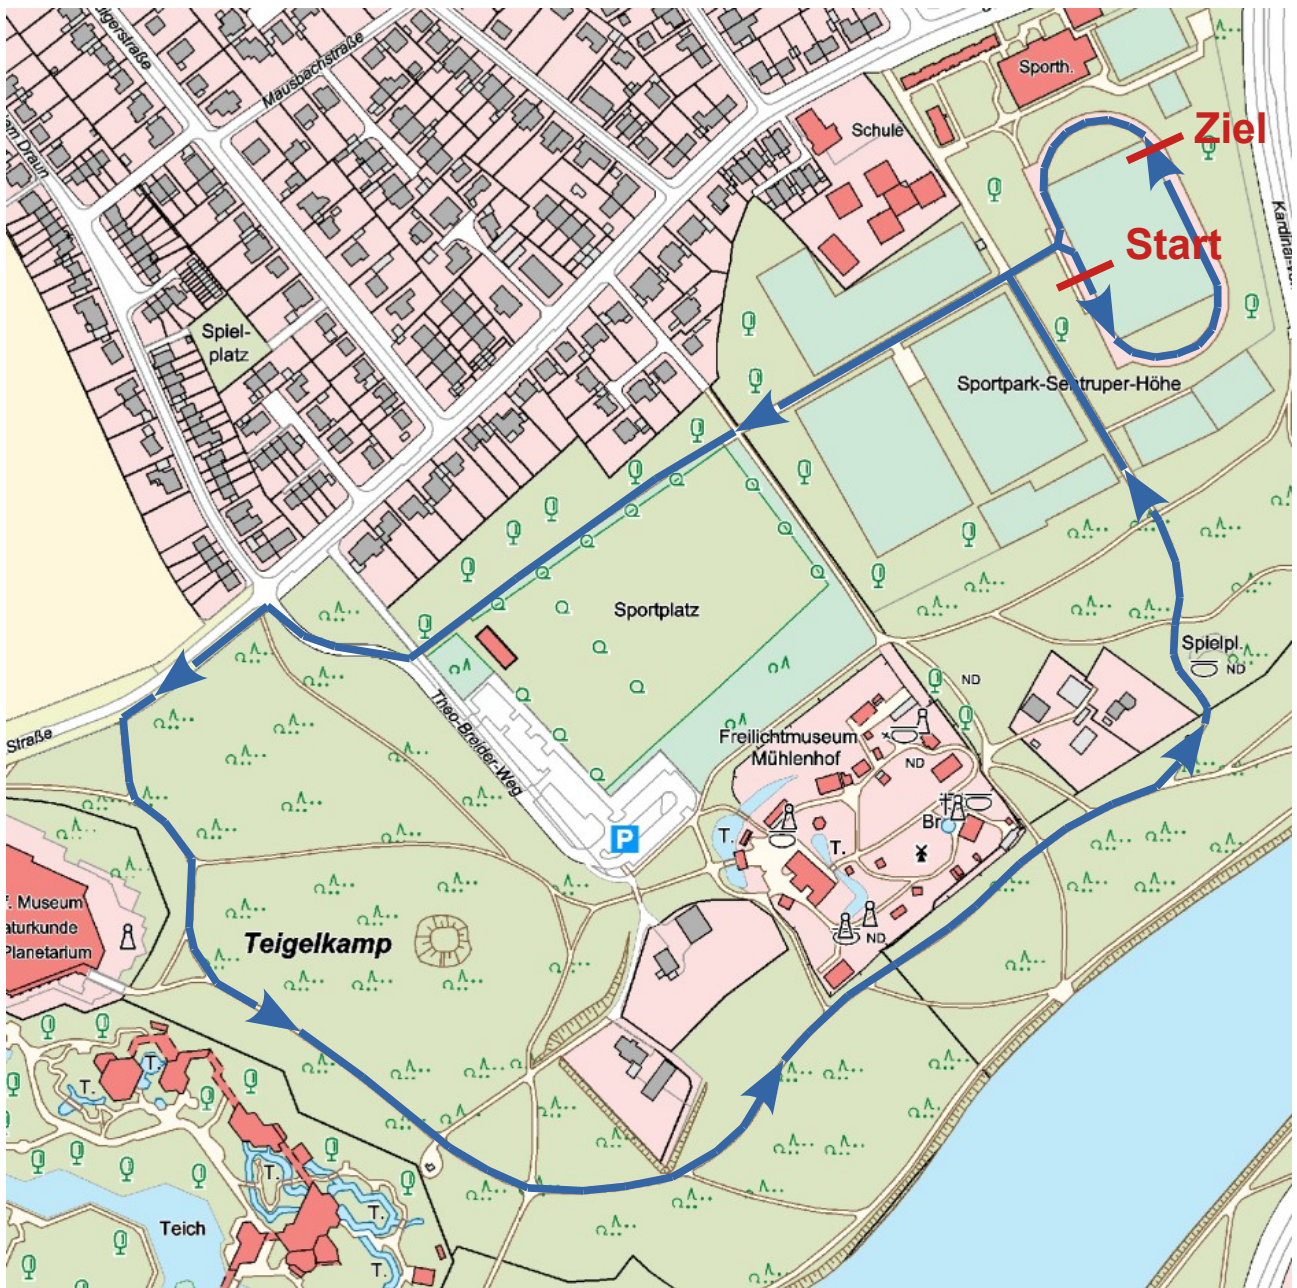 Mausbachstraße
Sporth.
Schule
Ziel
Start
Spiel-
platz
Sportpark-Sentruper-Höhe
Sportplatz
Spielpl.
ND
ND
Straße
Theo-Breider-Weg
Freilichtmuseum
Mühlenhof
ND
P
T.
T.
Br.
ND
f. Museum
aturkunde
Planetarium
Teigelkamp
T.
T.
T.
T.
T.
Teich